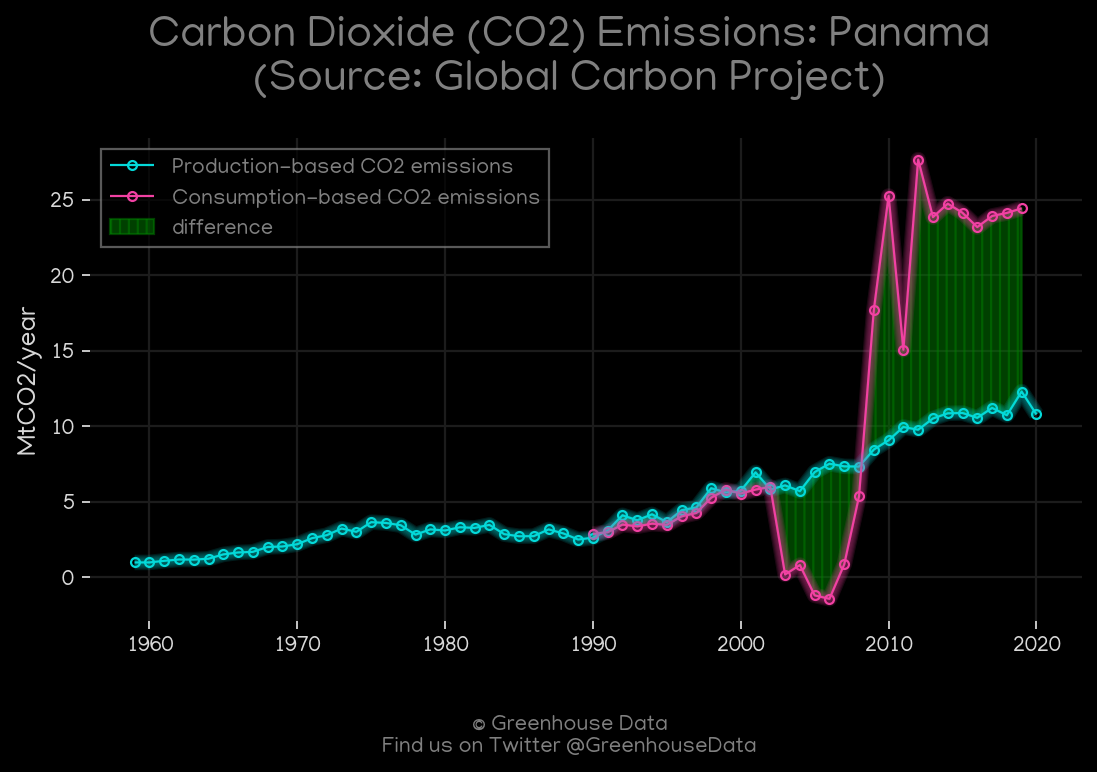 Carbon Dioxide (CO2) Emissions: Panama
(Source: Global Carbon Project)
Production-based CO2 emissions
Consumption-based CO2 emissions
difference
MtCO2/year
25
20
15
10
5
0
1960 1970 1980 1990 2000 2010 2020
© Greenhouse Data
Find us on Twitter @GreenhouseData